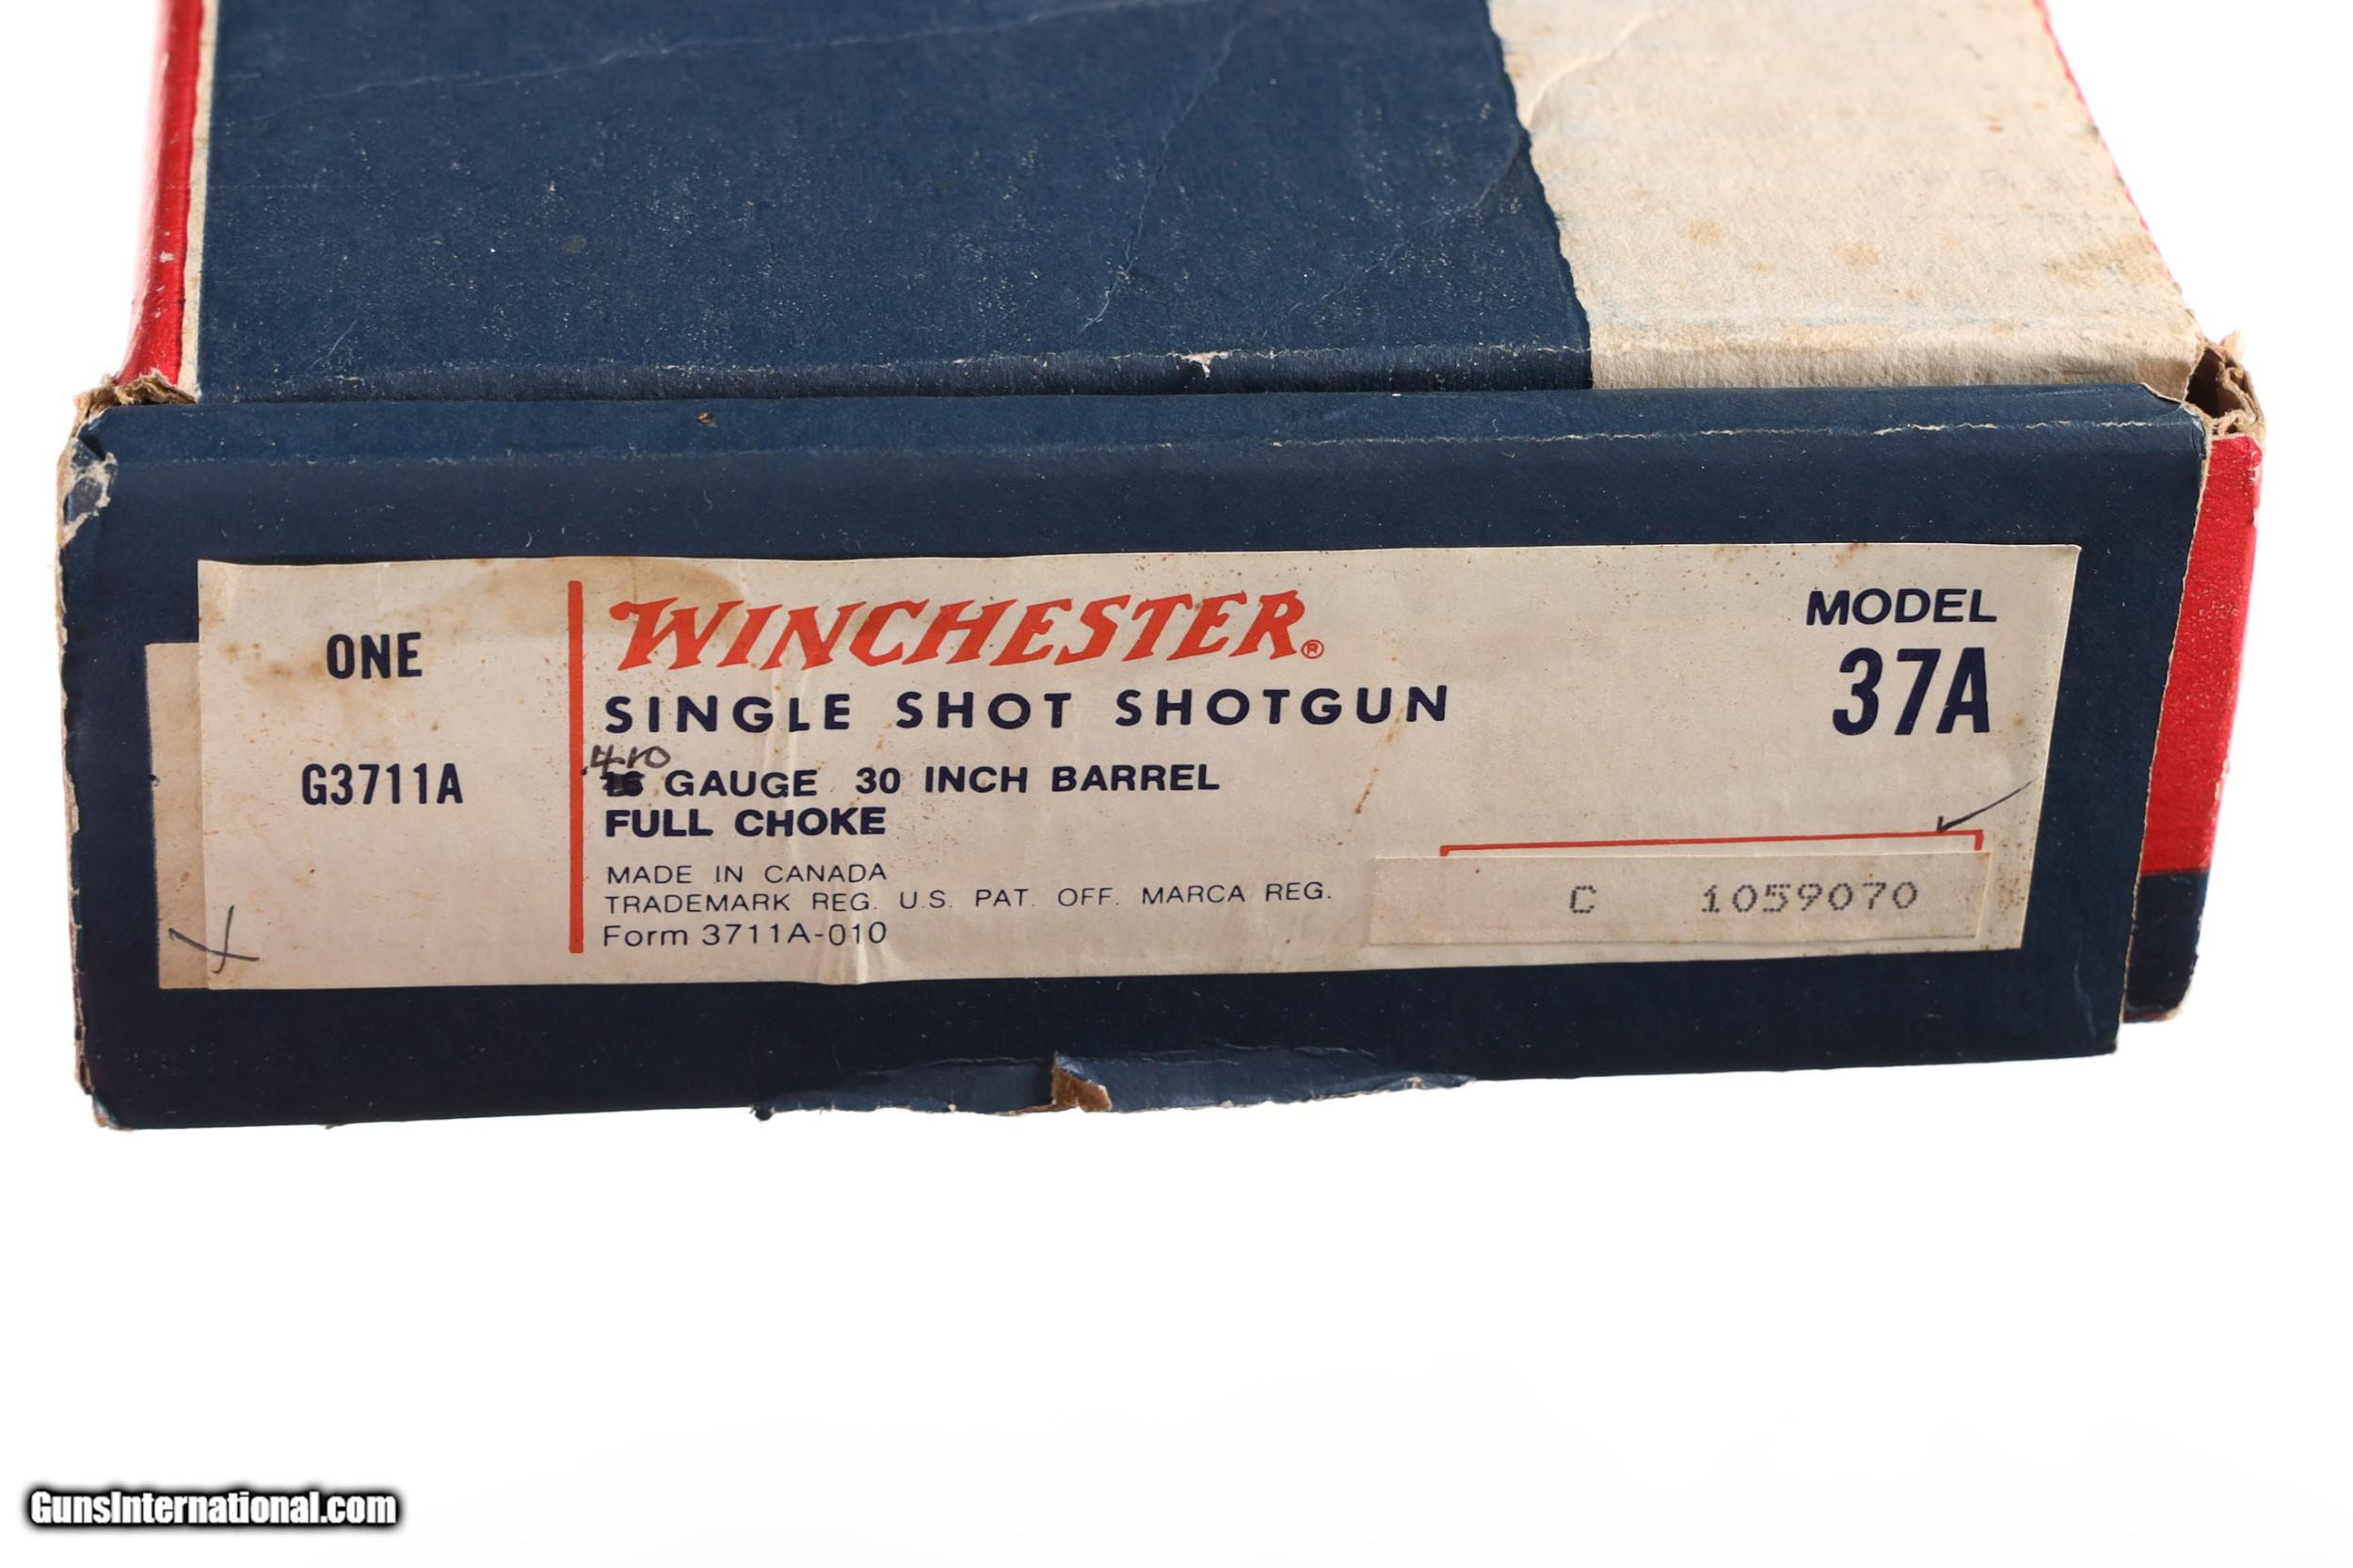 ONE
G3711A
WINCHESTER®
SINGLE SHOT SHOTGUN
.410
16 GAUGE 30 INCH BARREL
FULL CHOKE
MADE IN CANADA
TRADEMARK REG. U.S. PAT. OFF. MARCA REG.
Form 3711A-010
MODEL
37A
C 1059070
GunsInternational.com